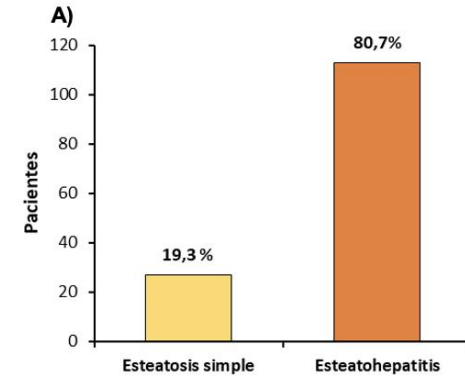 A)
120
100
80
60
40
20
0
Pacientes
80,7%
19,3 %
Esteatosis simple
Esteatohepatitis